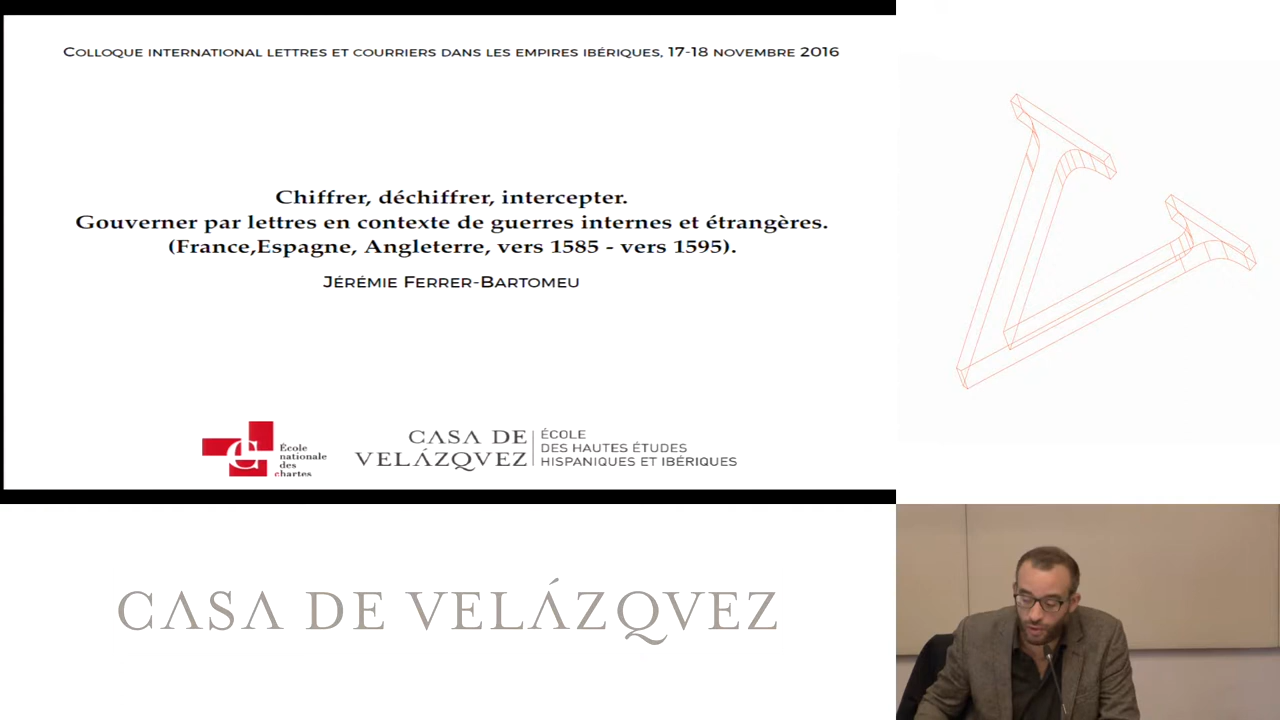 COLLOQUE INTERNATIONAL LETTRES ET COURRIERS DANS LES EMPIRES IBÉRIQUES, 17-18 NOVEMBRE 2016
Chiffrer, déchiffrer, intercepter.
Gouverner par lettres en contexte de guerres internes et étrangères.
(France,Espagne, Angleterre, vers 1585 - vers 1595).
JÉRÉMIE FERRER-BARTOMEU
École
nationale
des
chartes
CASA DE
VELÁZQVEZ
ÉCOLE
DES HAUTES ÉTUDES
HISPANIQUES ET IBÉRIQUES
CASA DE VELÁZQVEZ